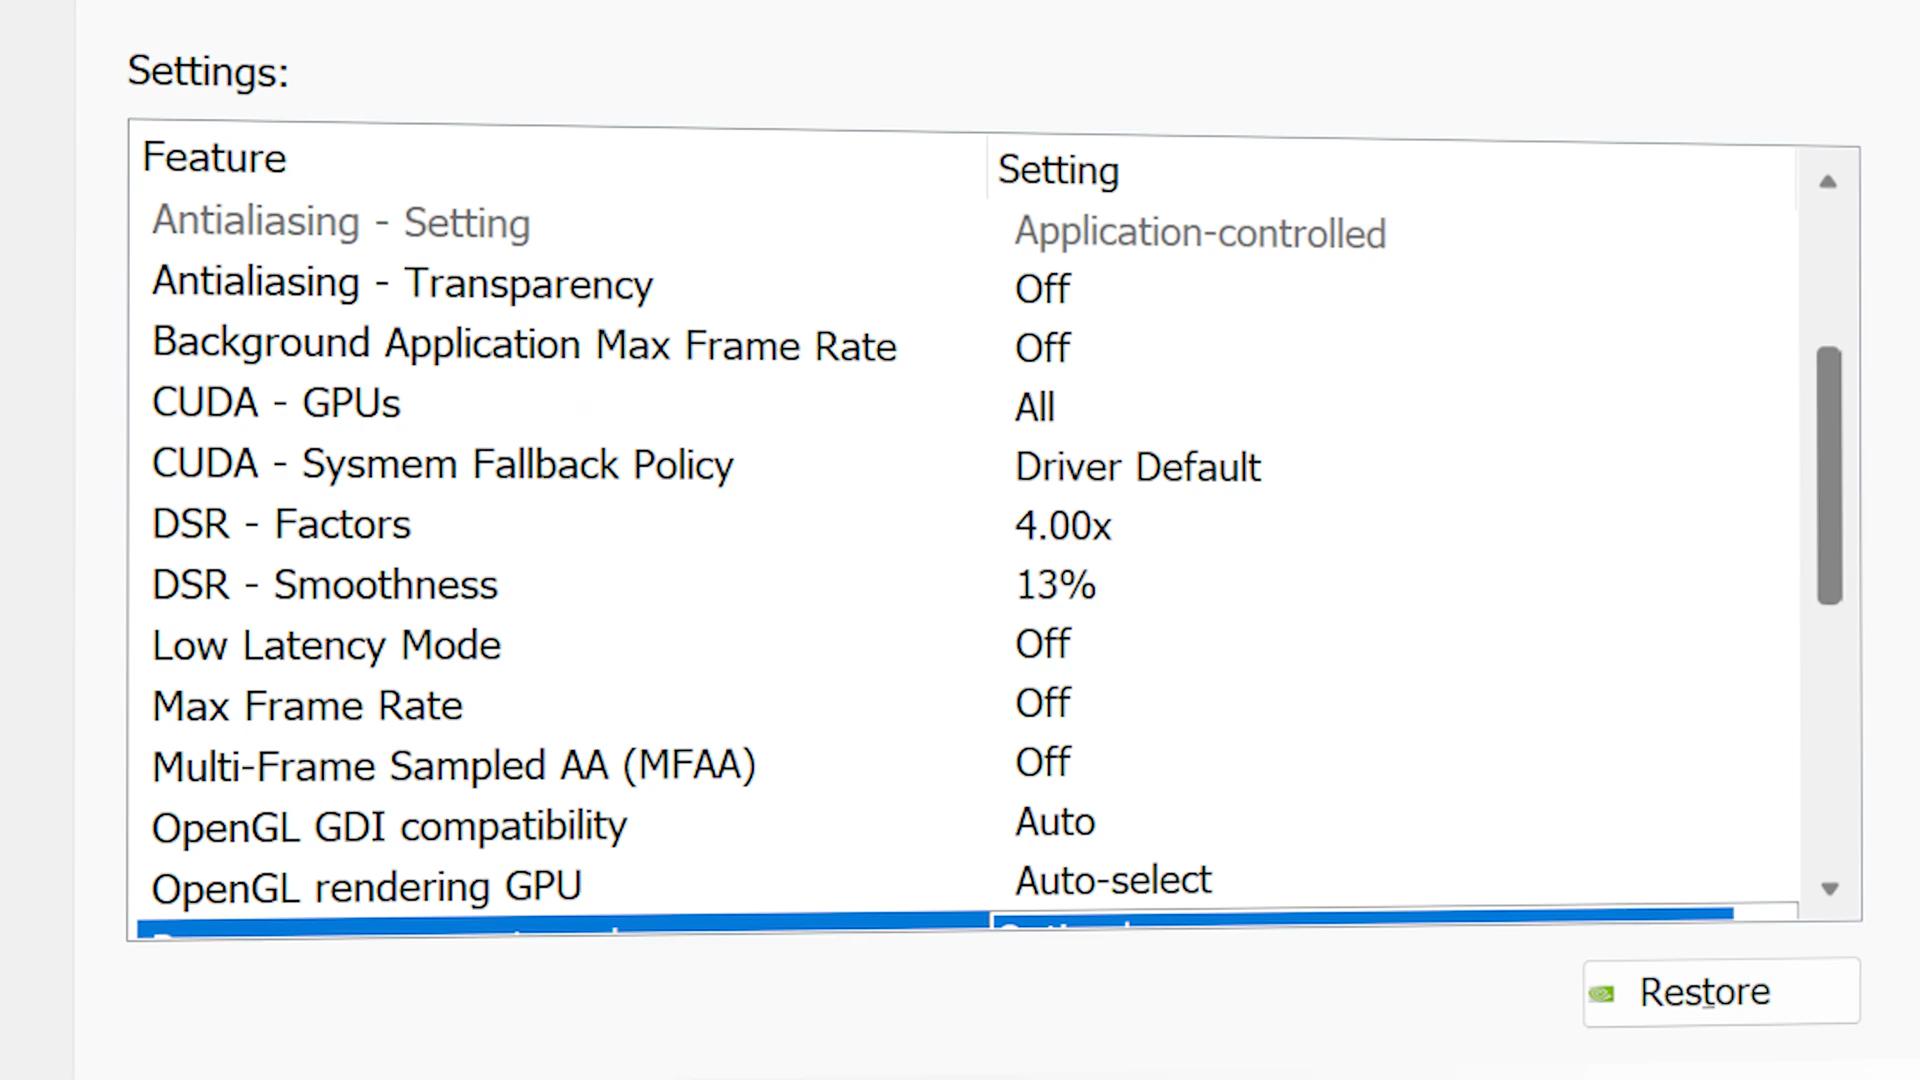 Settings:
Feature Setting
Antialiasing - Setting Application-controlled
Antialiasing - Transparency Off
Background Application Max Frame Rate Off
CUDA - GPUs All
CUDA - Sysmem Fallback Policy Driver Default
DSR - Factors 4.00x
DSR - Smoothness 13%
Low Latency Mode Off
Max Frame Rate Off
Multi-Frame Sampled AA (MFAA) Off
OpenGL GDI compatibility Auto
OpenGL rendering GPU Auto-select
Restore